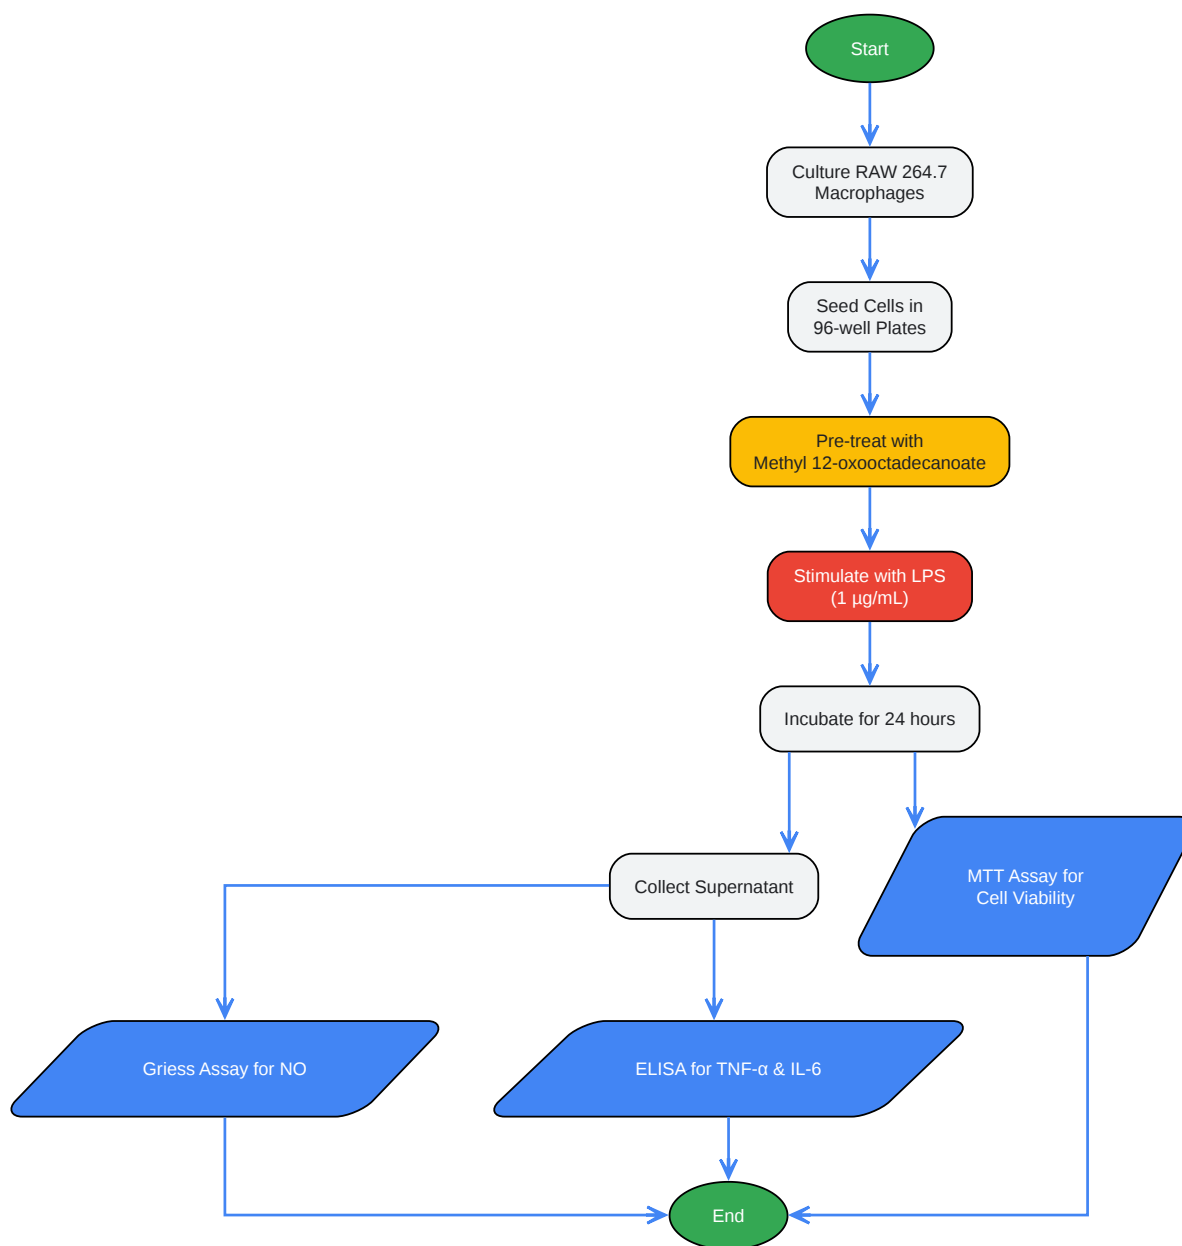 Start
Culture RAW 264.7
Macrophages
Seed Cells in
96-well Plates
Pre-treat with
Methyl 12-oxooctadecanoate
Stimulate with LPS
(1 µg/mL)
Incubate for 24 hours
Collect Supernatant
MTT Assay for
Cell Viability
Griess Assay for NO
ELISA for TNF-α & IL-6
End